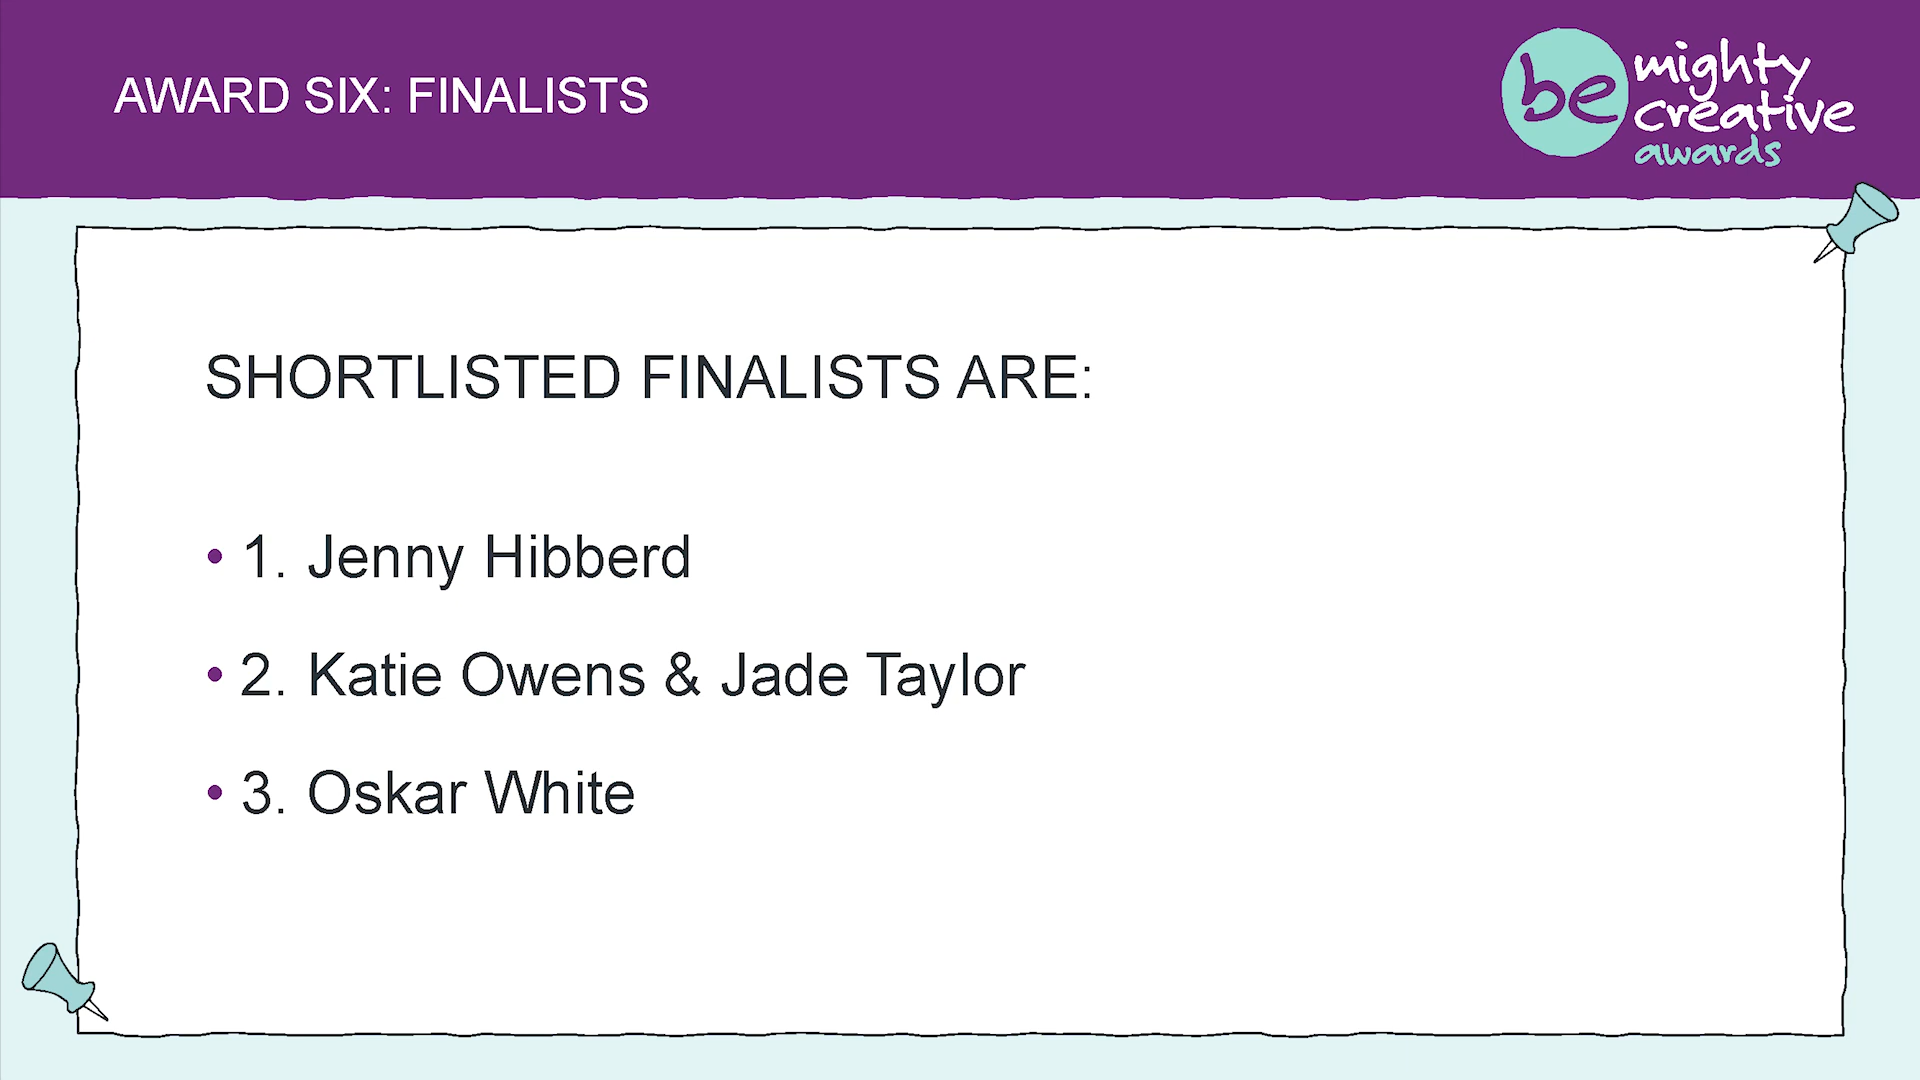 AWARD SIX: FINALISTS
be
mighty
creative
awards
SHORTLISTED FINALISTS ARE:
• 1. Jenny Hibberd
• 2. Katie Owens & Jade Taylor
• 3. Oskar White